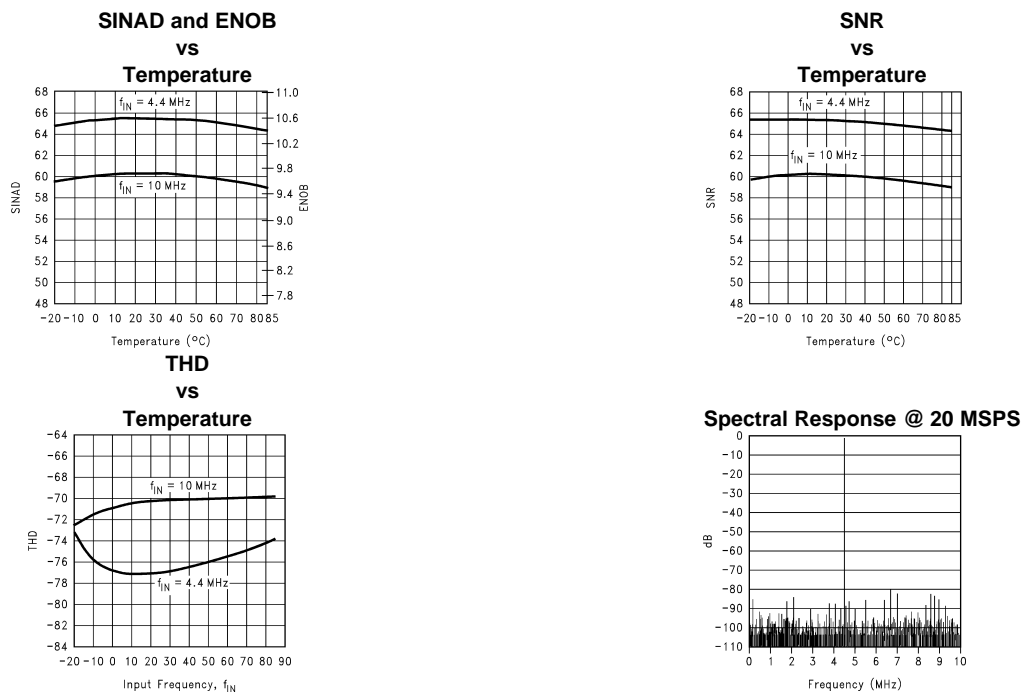 SINAD and ENOB
vs
Temperature
68
66
64
62
60
58
56
54
52
50
48
SINAD
f_IN = 4.4 MHz
f_IN = 10 MHz
11.0
10.6
10.2
9.8
9.4
9.0
8.6
8.2
7.8
ENOB
-20 -10 0 10 20 30 40 50 60 70 80 85
Temperature (°C)
SNR
vs
Temperature
68
66
64
62
60
58
56
54
52
50
48
SNR
f_IN = 4.4 MHz
f_IN = 10 MHz
-20 -10 0 10 20 30 40 50 60 70 80 85
Temperature (°C)
THD
vs
Temperature
-64
-66
-68
-70
-72
-74
-76
-78
-80
-82
-84
THD
f_IN = 10 MHz
f_IN = 4.4 MHz
-20 -10 0 10 20 30 40 50 60 70 80 90
Input Frequency, f_IN
Spectral Response @ 20 MSPS
0
-10
-20
-30
-40
-50
-60
-70
-80
-90
-100
-110
dB
0 1 2 3 4 5 6 7 8 9 10
Frequency (MHz)